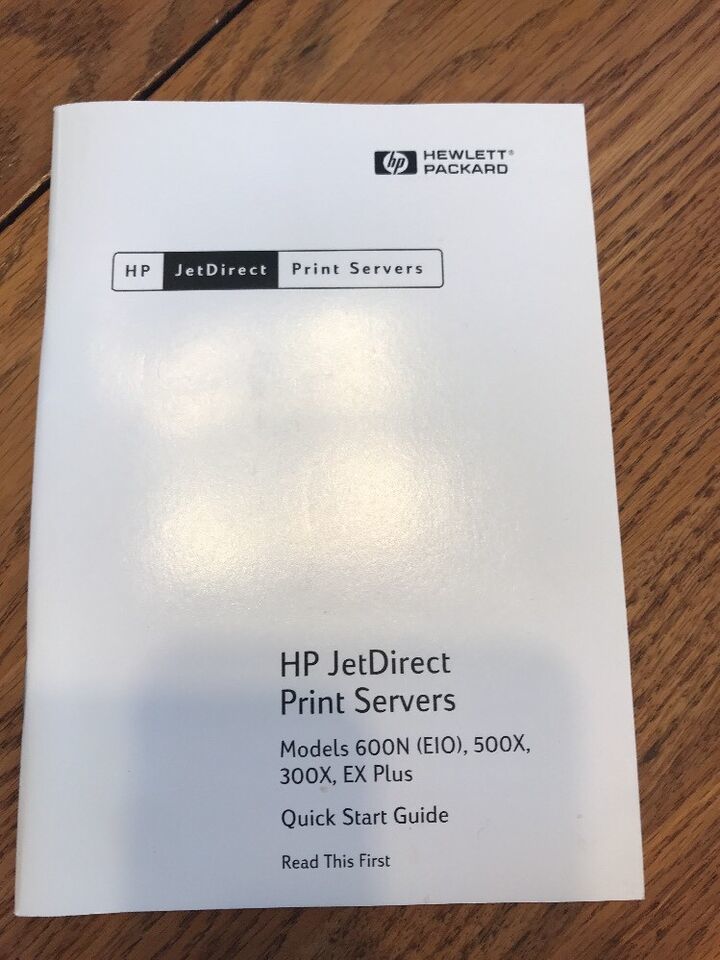 hp HEWLETT®
PACKARD
HP JetDirect Print Servers
HP JetDirect
Print Servers
Models 600N (EIO), 500X,
300X, EX Plus
Quick Start Guide
Read This First